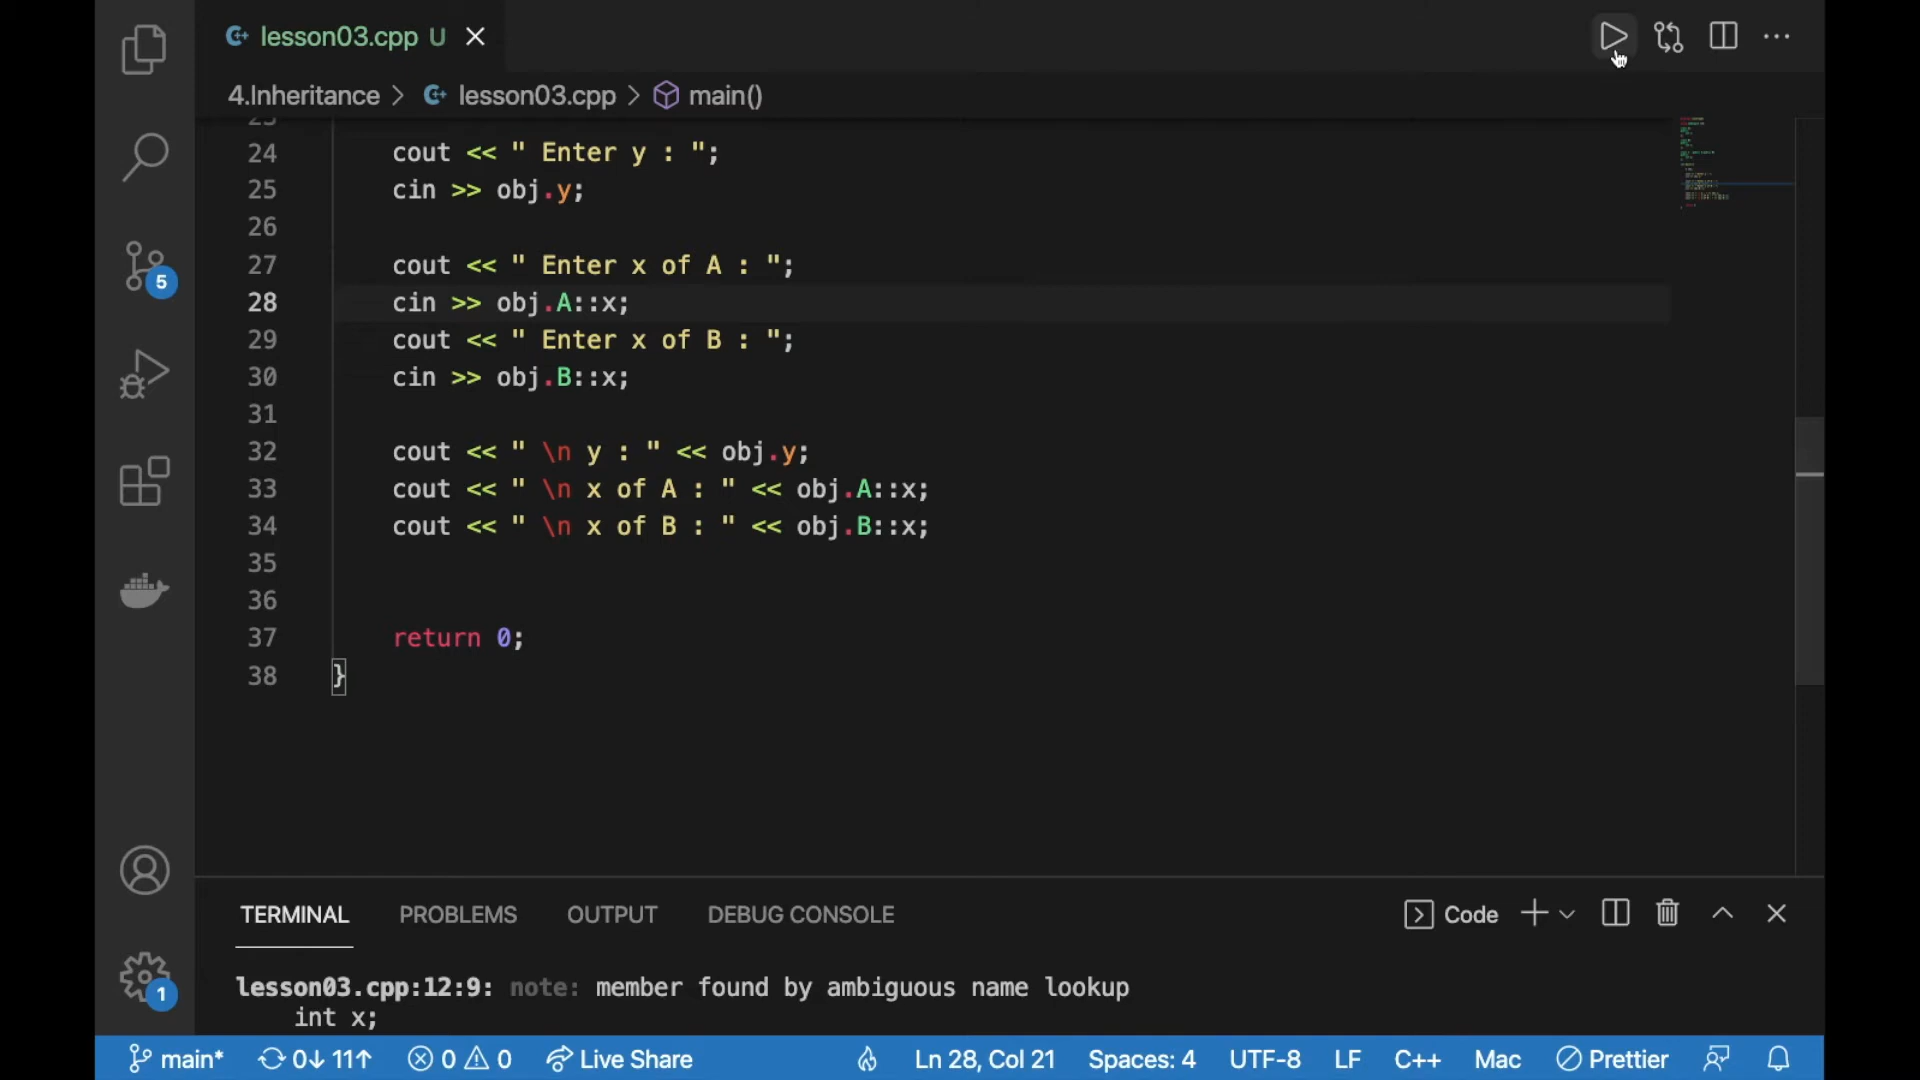 lesson03.cpp U
4.Inheritance > lesson03.cpp > main()
23
24 cout << " Enter y : ";
25 cin >> obj.y;
26
27 cout << " Enter x of A : ";
28 cin >> obj.A::x;
29 cout << " Enter x of B : ";
30 cin >> obj.B::x;
31
32 cout << " \n y : " << obj.y;
33 cout << " \n x of A : " << obj.A::x;
34 cout << " \n x of B : " << obj.B::x;
35
36
37 return 0;
38 }
5
1
TERMINAL PROBLEMS OUTPUT DEBUG CONSOLE Code
lesson03.cpp:12:9: note: member found by ambiguous name lookup
int x;
main* 0↓ 11↑ 0 0 Live Share Ln 28, Col 21 Spaces: 4 UTF-8 LF C++ Mac Prettier